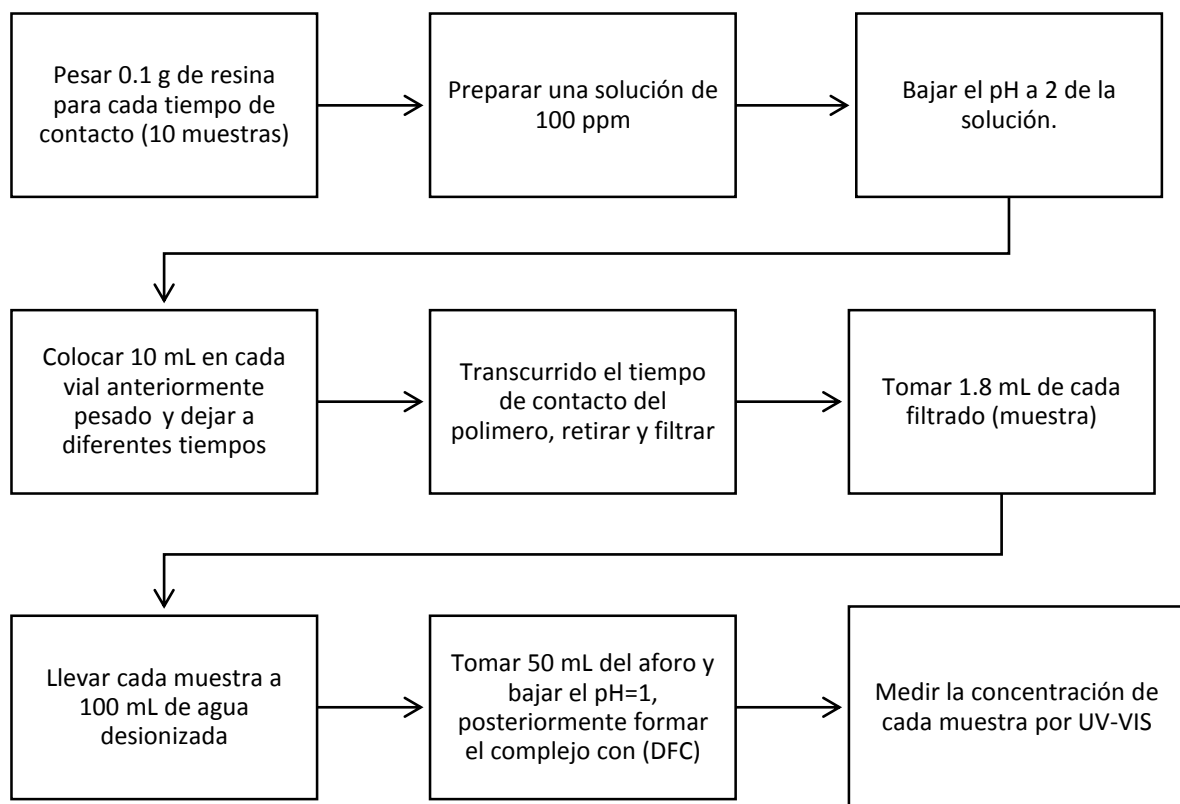 Pesar 0.1 g de resina
para cada tiempo de
contacto (10 muestras)
Preparar una solución de
100 ppm
Bajar el pH a 2 de la
solución.
Colocar 10 mL en cada
vial anteriormente
pesado y dejar a
diferentes tiempos
Transcurrido el tiempo
de contacto del
polimero, retirar y filtrar
Tomar 1.8 mL de cada
filtrado (muestra)
Llevar cada muestra a
100 mL de agua
desionizada
Tomar 50 mL del aforo y
bajar el pH=1,
posteriormente formar
el complejo con (DFC)
Medir la concentración de
cada muestra por UV-VIS